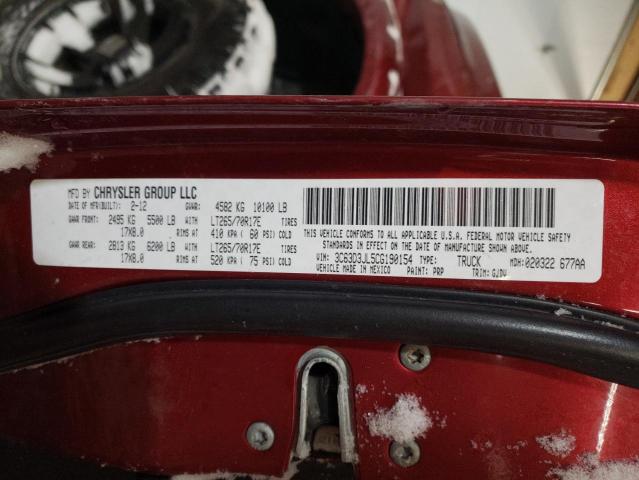 MFD BY CHRYSLER GROUP LLC
DATE OF MFR(BUILT): 2-12 GVWR: 4582 KG 10100 LB
GAWR FRONT: 2495 KG 5500 LB WITH LT265/70R17E TIRES
17X8.0 RIMS AT 410 KPA ( 60 PSI) COLD
GAWR REAR: 2813 KG 6200 LB WITH LT265/70R17E TIRES
17X8.0 RIMS AT 520 KPA ( 75 PSI) COLD
THIS VEHICLE CONFORMS TO ALL APPLICABLE U.S.A. FEDERAL MOTOR VEHICLE SAFETY
STANDARDS IN EFFECT ON THE DATE OF MANUFACTURE SHOWN ABOVE.
VIN: 3C63D3JL5CG190154 TYPE: TRUCK MDH: 020322 677AA
VEHICLE MADE IN MEXICO PAINT: PRP TRIM: GJDV